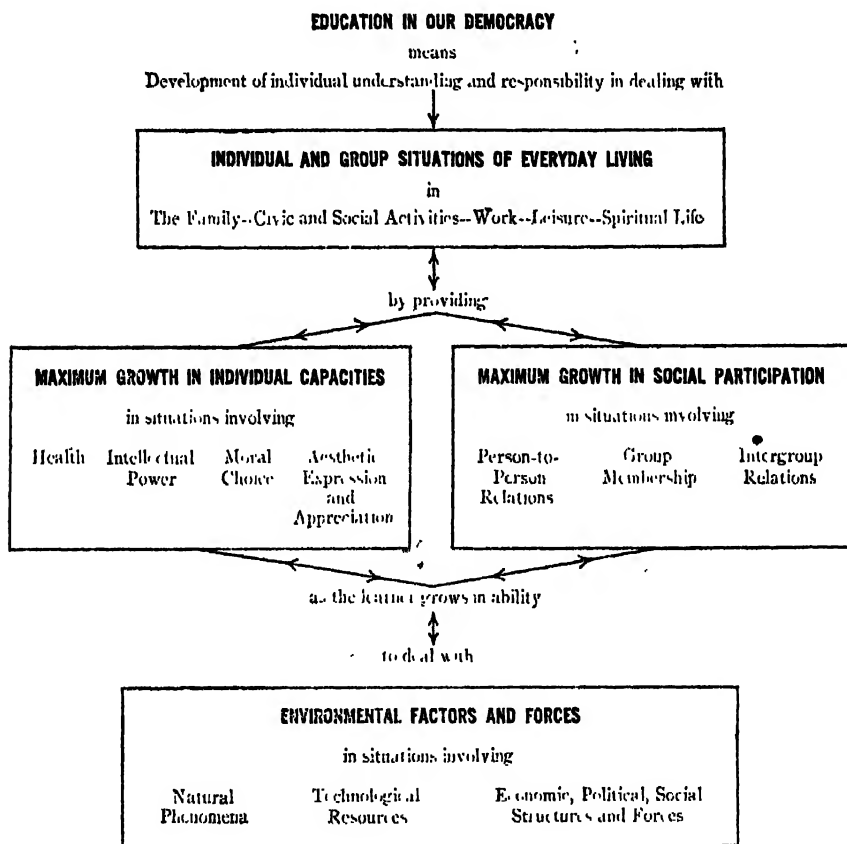 EDUCATION IN OUR DEMOCRACY
means
Development of individual understanding and responsibility in dealing with
INDIVIDUAL AND GROUP SITUATIONS OF EVERYDAY LIVING
in
The Family--Civic and Social Activities--Work--Leisure--Spiritual Life
by providing
MAXIMUM GROWTH IN INDIVIDUAL CAPACITIES
in situations involving
Health
Intellectual
Power
Moral
Choice
Aesthetic
Expression
and
Appreciation
MAXIMUM GROWTH IN SOCIAL PARTICIPATION
in situations involving
Person-to-
Person
Relations
Group
Membership
Intergroup
Relations
as the learner grows in ability
to deal with
ENVIRONMENTAL FACTORS AND FORCES
in situations involving
Natural
Phenomena
Technological
Resources
Economic, Political, Social
Structures and Forces